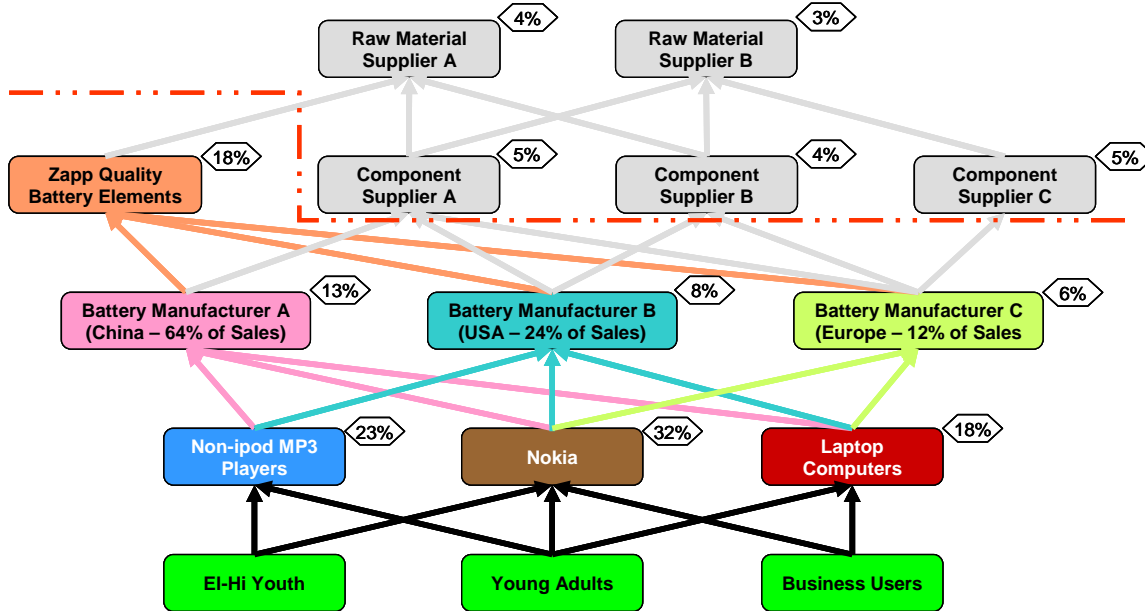 4%
3%
Raw Material
Supplier A
Raw Material
Supplier B
18%
5%
4%
5%
Zapp Quality
Battery Elements
Component
Supplier A
Component
Supplier B
Component
Supplier C
13%
8%
6%
Battery Manufacturer A
(China – 64% of Sales)
Battery Manufacturer B
(USA – 24% of Sales)
Battery Manufacturer C
(Europe – 12% of Sales
23%
32%
18%
Non-ipod MP3
Players
Nokia
Laptop
Computers
El-Hi Youth
Young Adults
Business Users